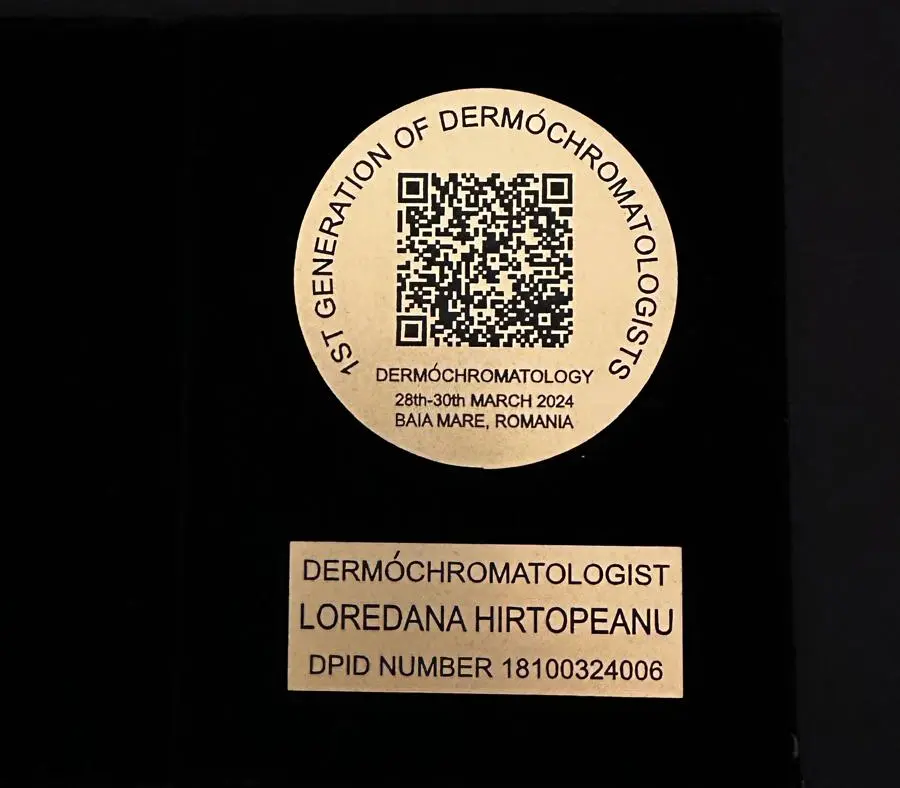 1ST GENERATION OF DERMÓCHROMATOLOGISTS
DERMÓCHROMATOLOGY
28th-30th MARCH 2024
BAIA MARE, ROMANIA
DERMÓCHROMATOLOGIST
LOREDANA HIRTOPEANU
DPID NUMBER 18100324006